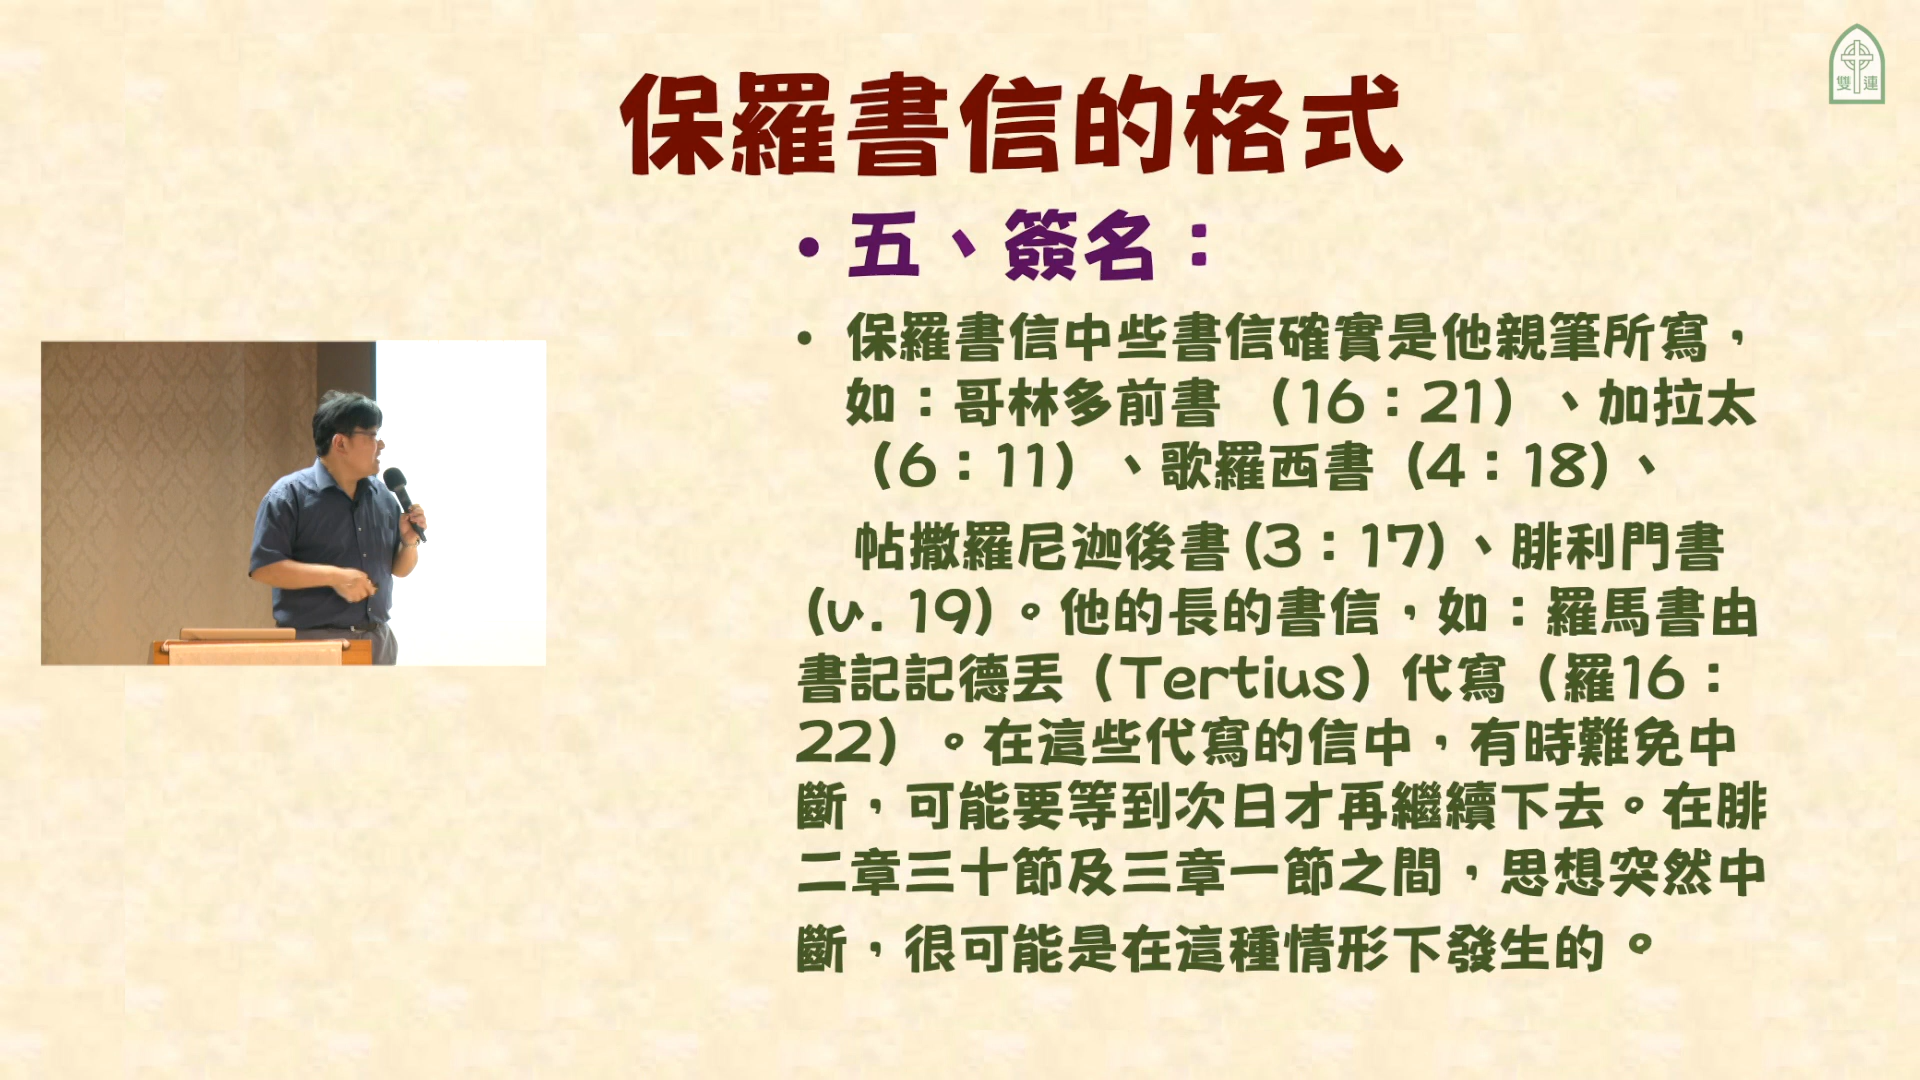 保羅書信的格式
雙連
• 五、簽名：
• 保羅書信中些書信確實是他親筆所寫，
如：哥林多前書 （16：21）、加拉太
（6：11）、歌羅西書（4：18）、
帖撒羅尼迦後書(3：17)、腓利門書
(v. 19)。他的長的書信，如：羅馬書由
書記記德丟（Tertius）代寫（羅16：
22）。在這些代寫的信中，有時難免中
斷，可能要等到次日才再繼續下去。在腓
二章三十節及三章一節之間，思想突然中
斷，很可能是在這種情形下發生的。